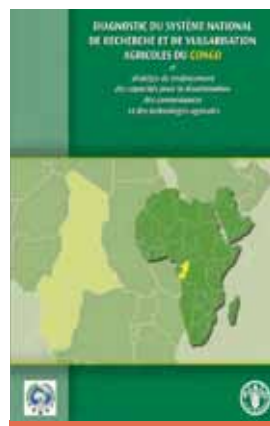 DIAGNOSTIC DU SYSTÈME NATIONAL
DE RECHERCHE ET DE VULGARISATION
AGRICOLES DU CONGO
et
stratégie de renforcement
des capacités pour la dissémination
des connaissances
et des technologies agricoles